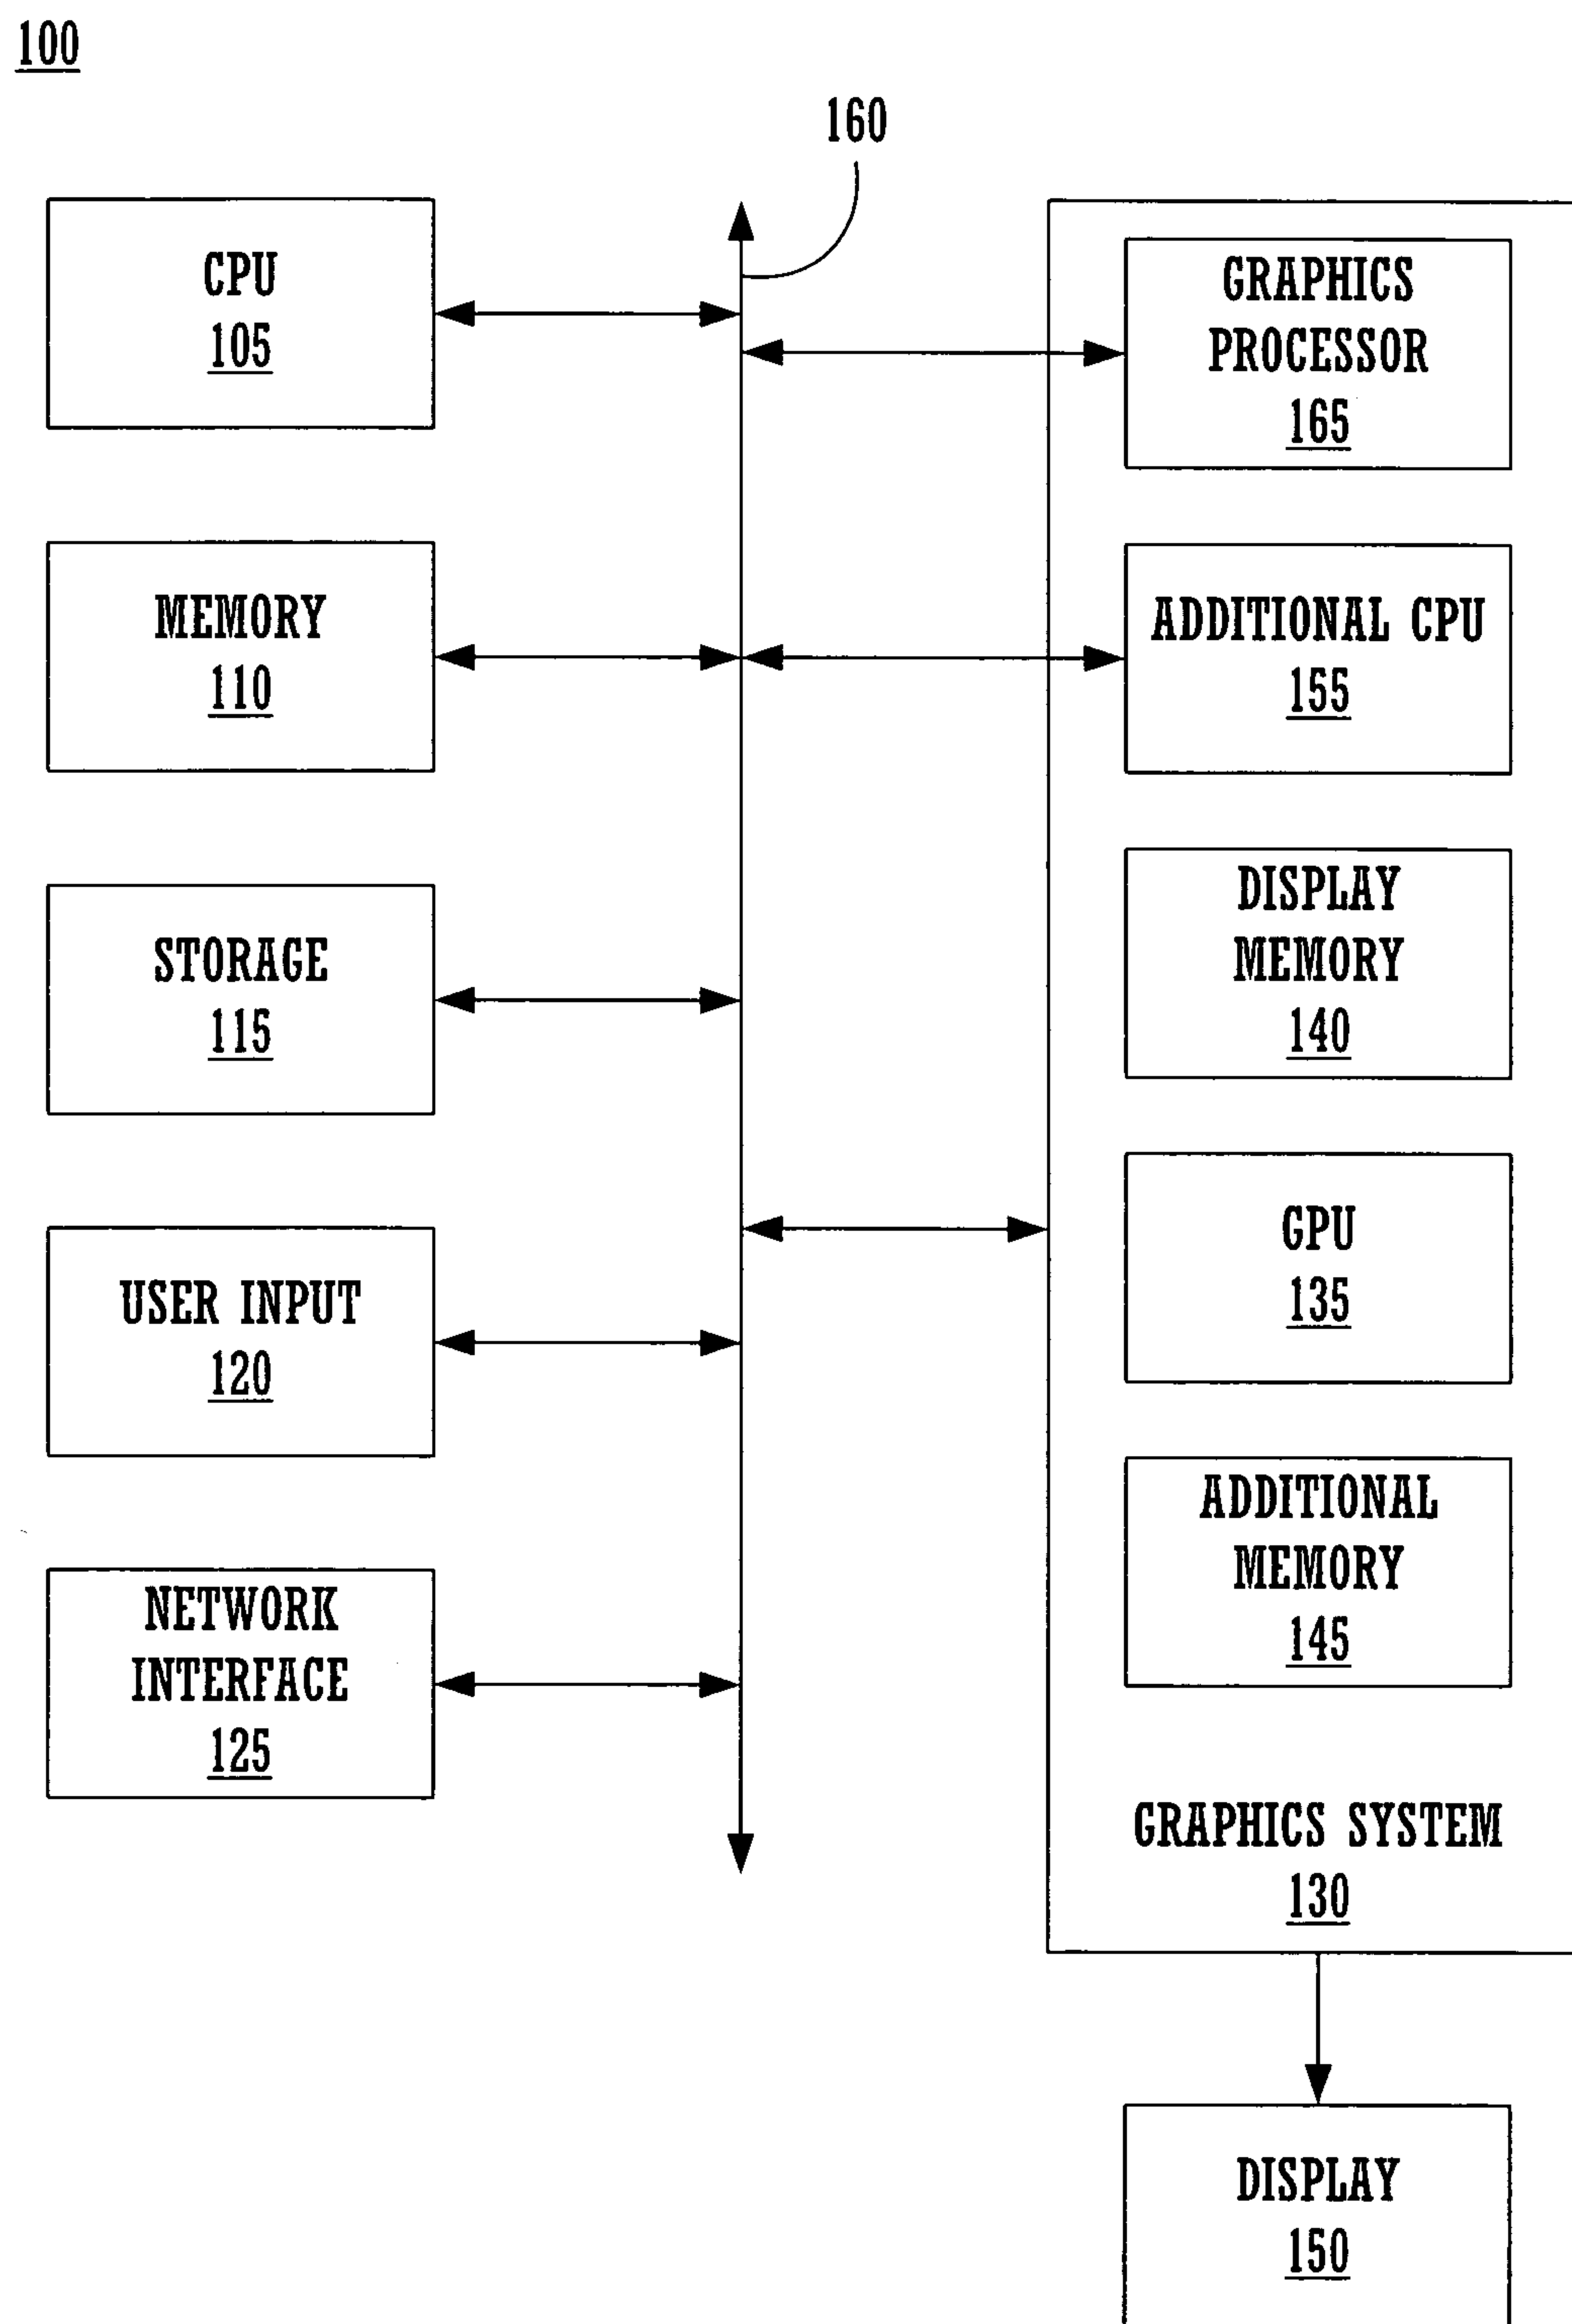 100
160
CPU
105
MEMORY
110
STORAGE
115
USER INPUT
120
NETWORK
INTERFACE
125
GRAPHICS
PROCESSOR
165
ADDITIONAL CPU
155
DISPLAY
MEMORY
140
GPU
135
ADDITIONAL
MEMORY
145
GRAPHICS SYSTEM
130
DISPLAY
150